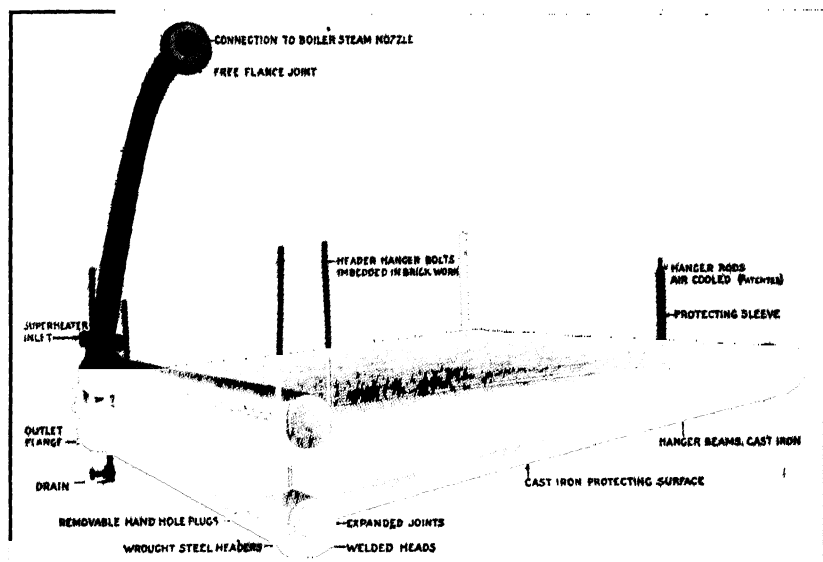 CONNECTION TO BOILER STEAM NOZZLE
FREE FLANGE JOINT
HEADER HANGER BOLTS
IMBEDDED IN BRICK WORK
HANGER RODS
AIR COOLED (PATENTED)
PROTECTING SLEEVE
SUPERHEATER
INLET
OUTLET
FLANGE
HANGER BEAMS, CAST IRON
CAST IRON PROTECTING SURFACE
DRAIN
REMOVABLE HAND HOLE PLUGS
EXPANDED JOINTS
WROUGHT STEEL HEADERS
WELDED HEADS